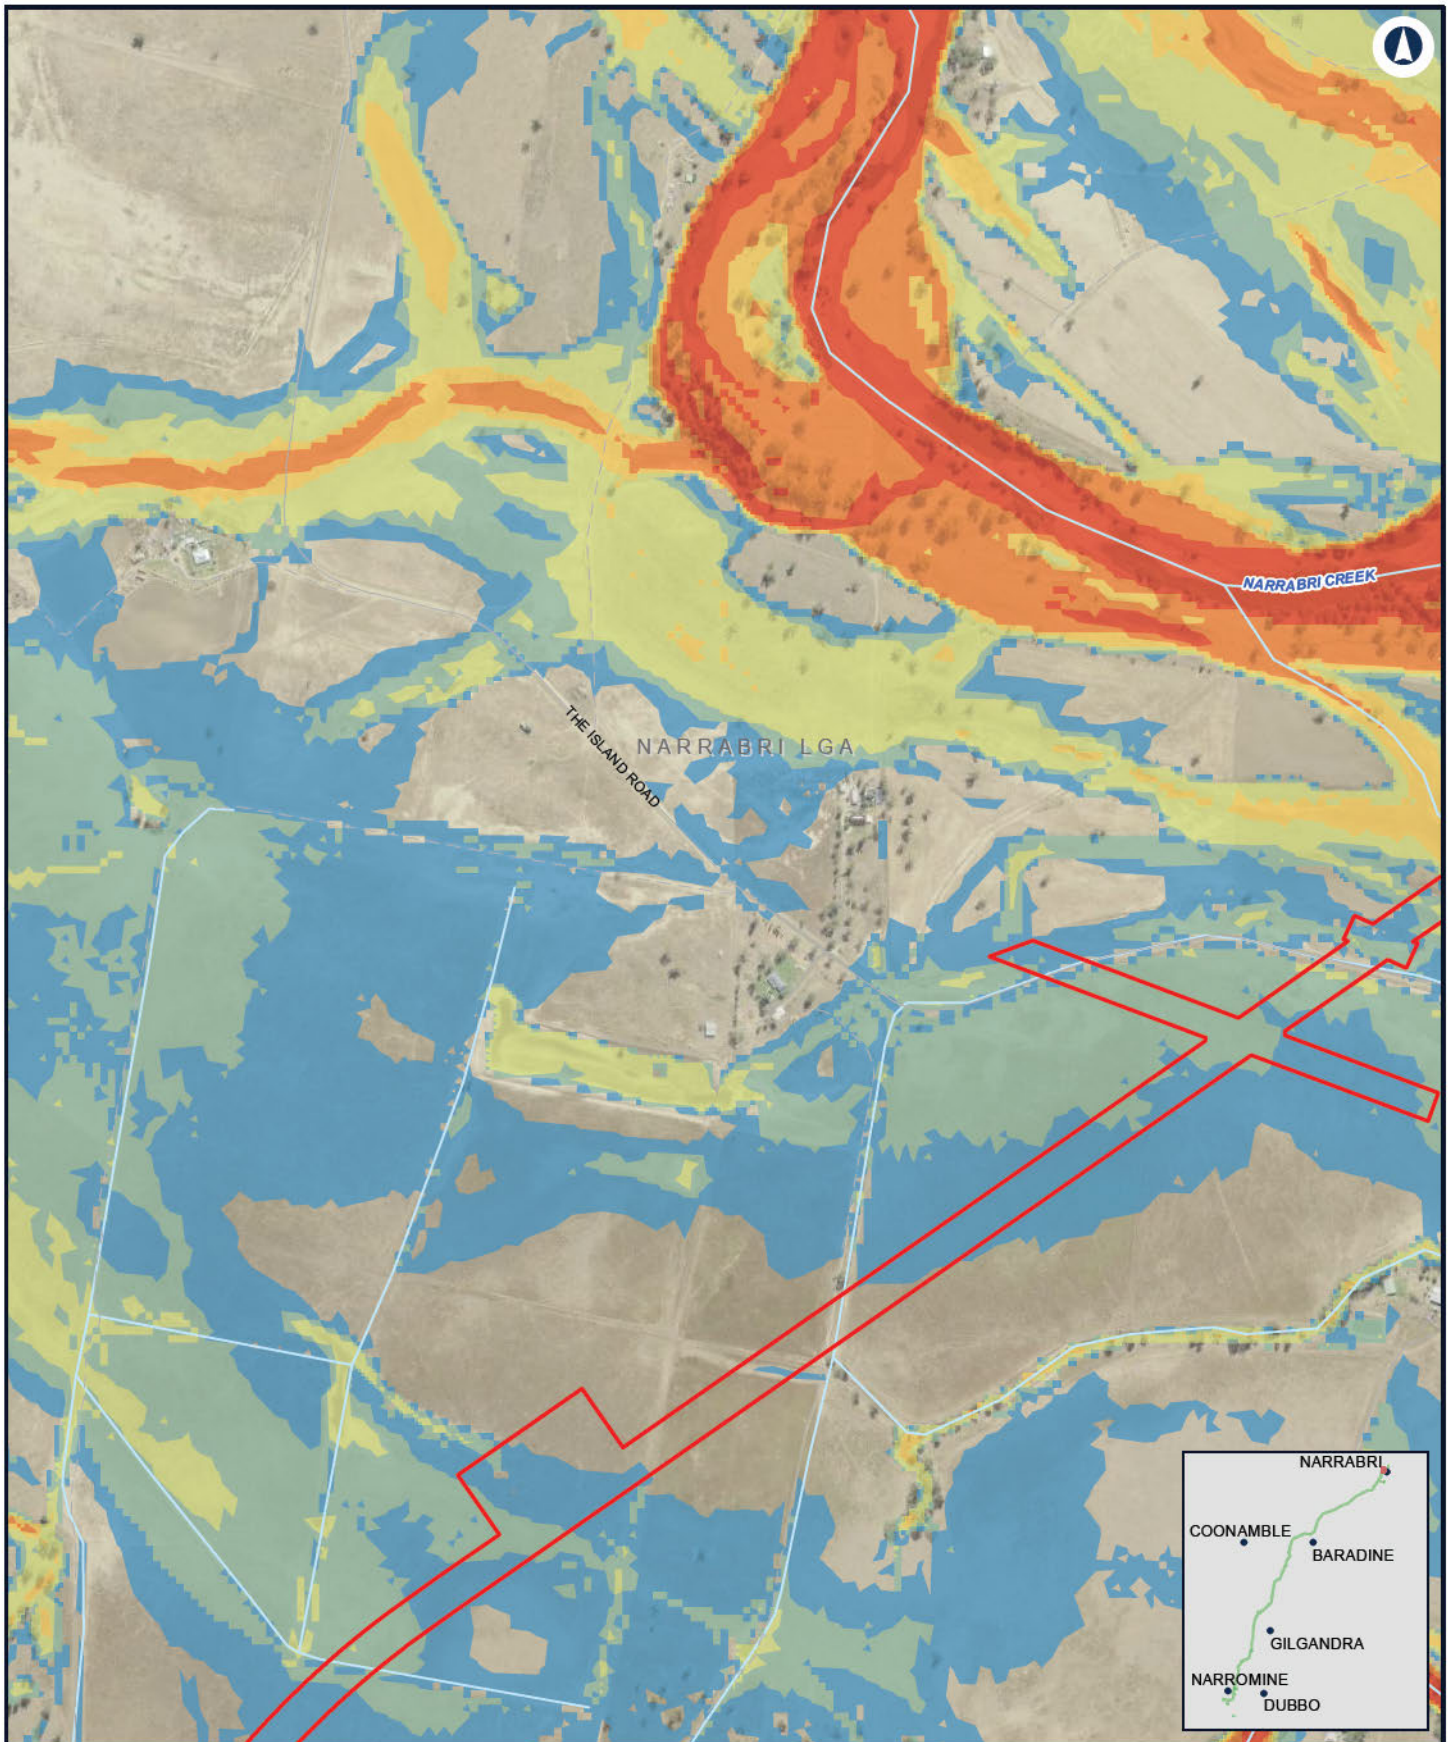 NARRABRI CREEK
THE ISLAND ROAD
NARRABRI LGA
NARRABRI
COONAMBLE
BARADINE
GILGANDRA
NARROMINE
DUBBO